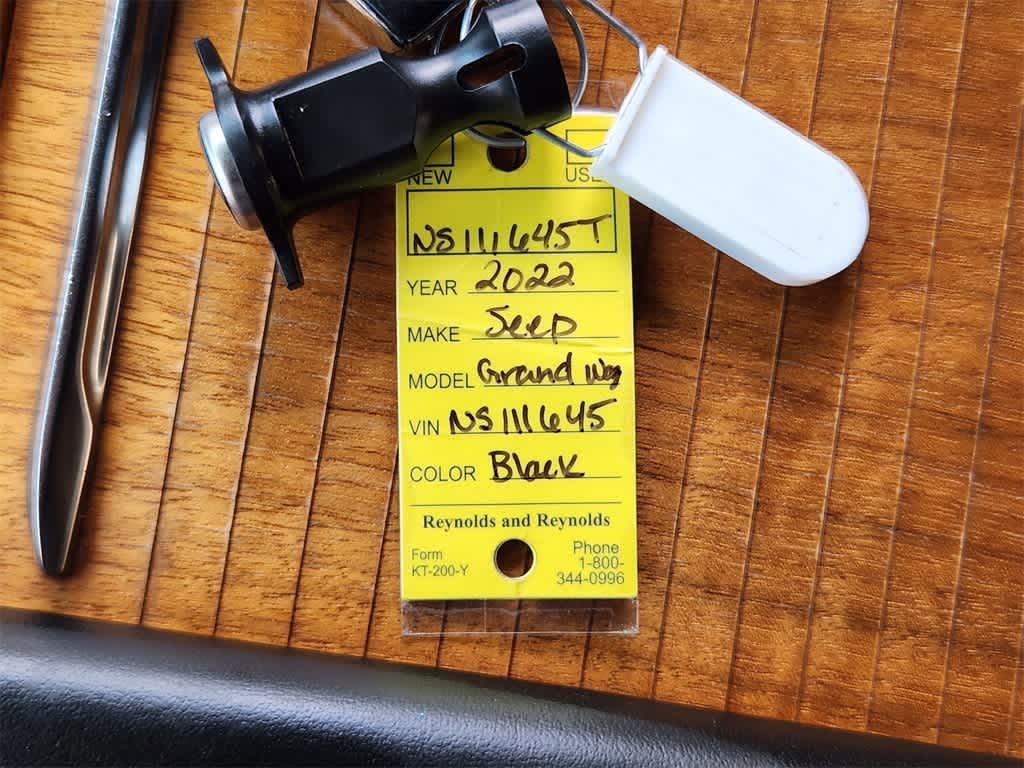 NEW USE
NS111645T
YEAR 2022
MAKE Jeep
MODEL Grand Wag
VIN NS111645
COLOR Black
Reynolds and Reynolds
Form
KT-200-Y
Phone
1-800-
344-0996